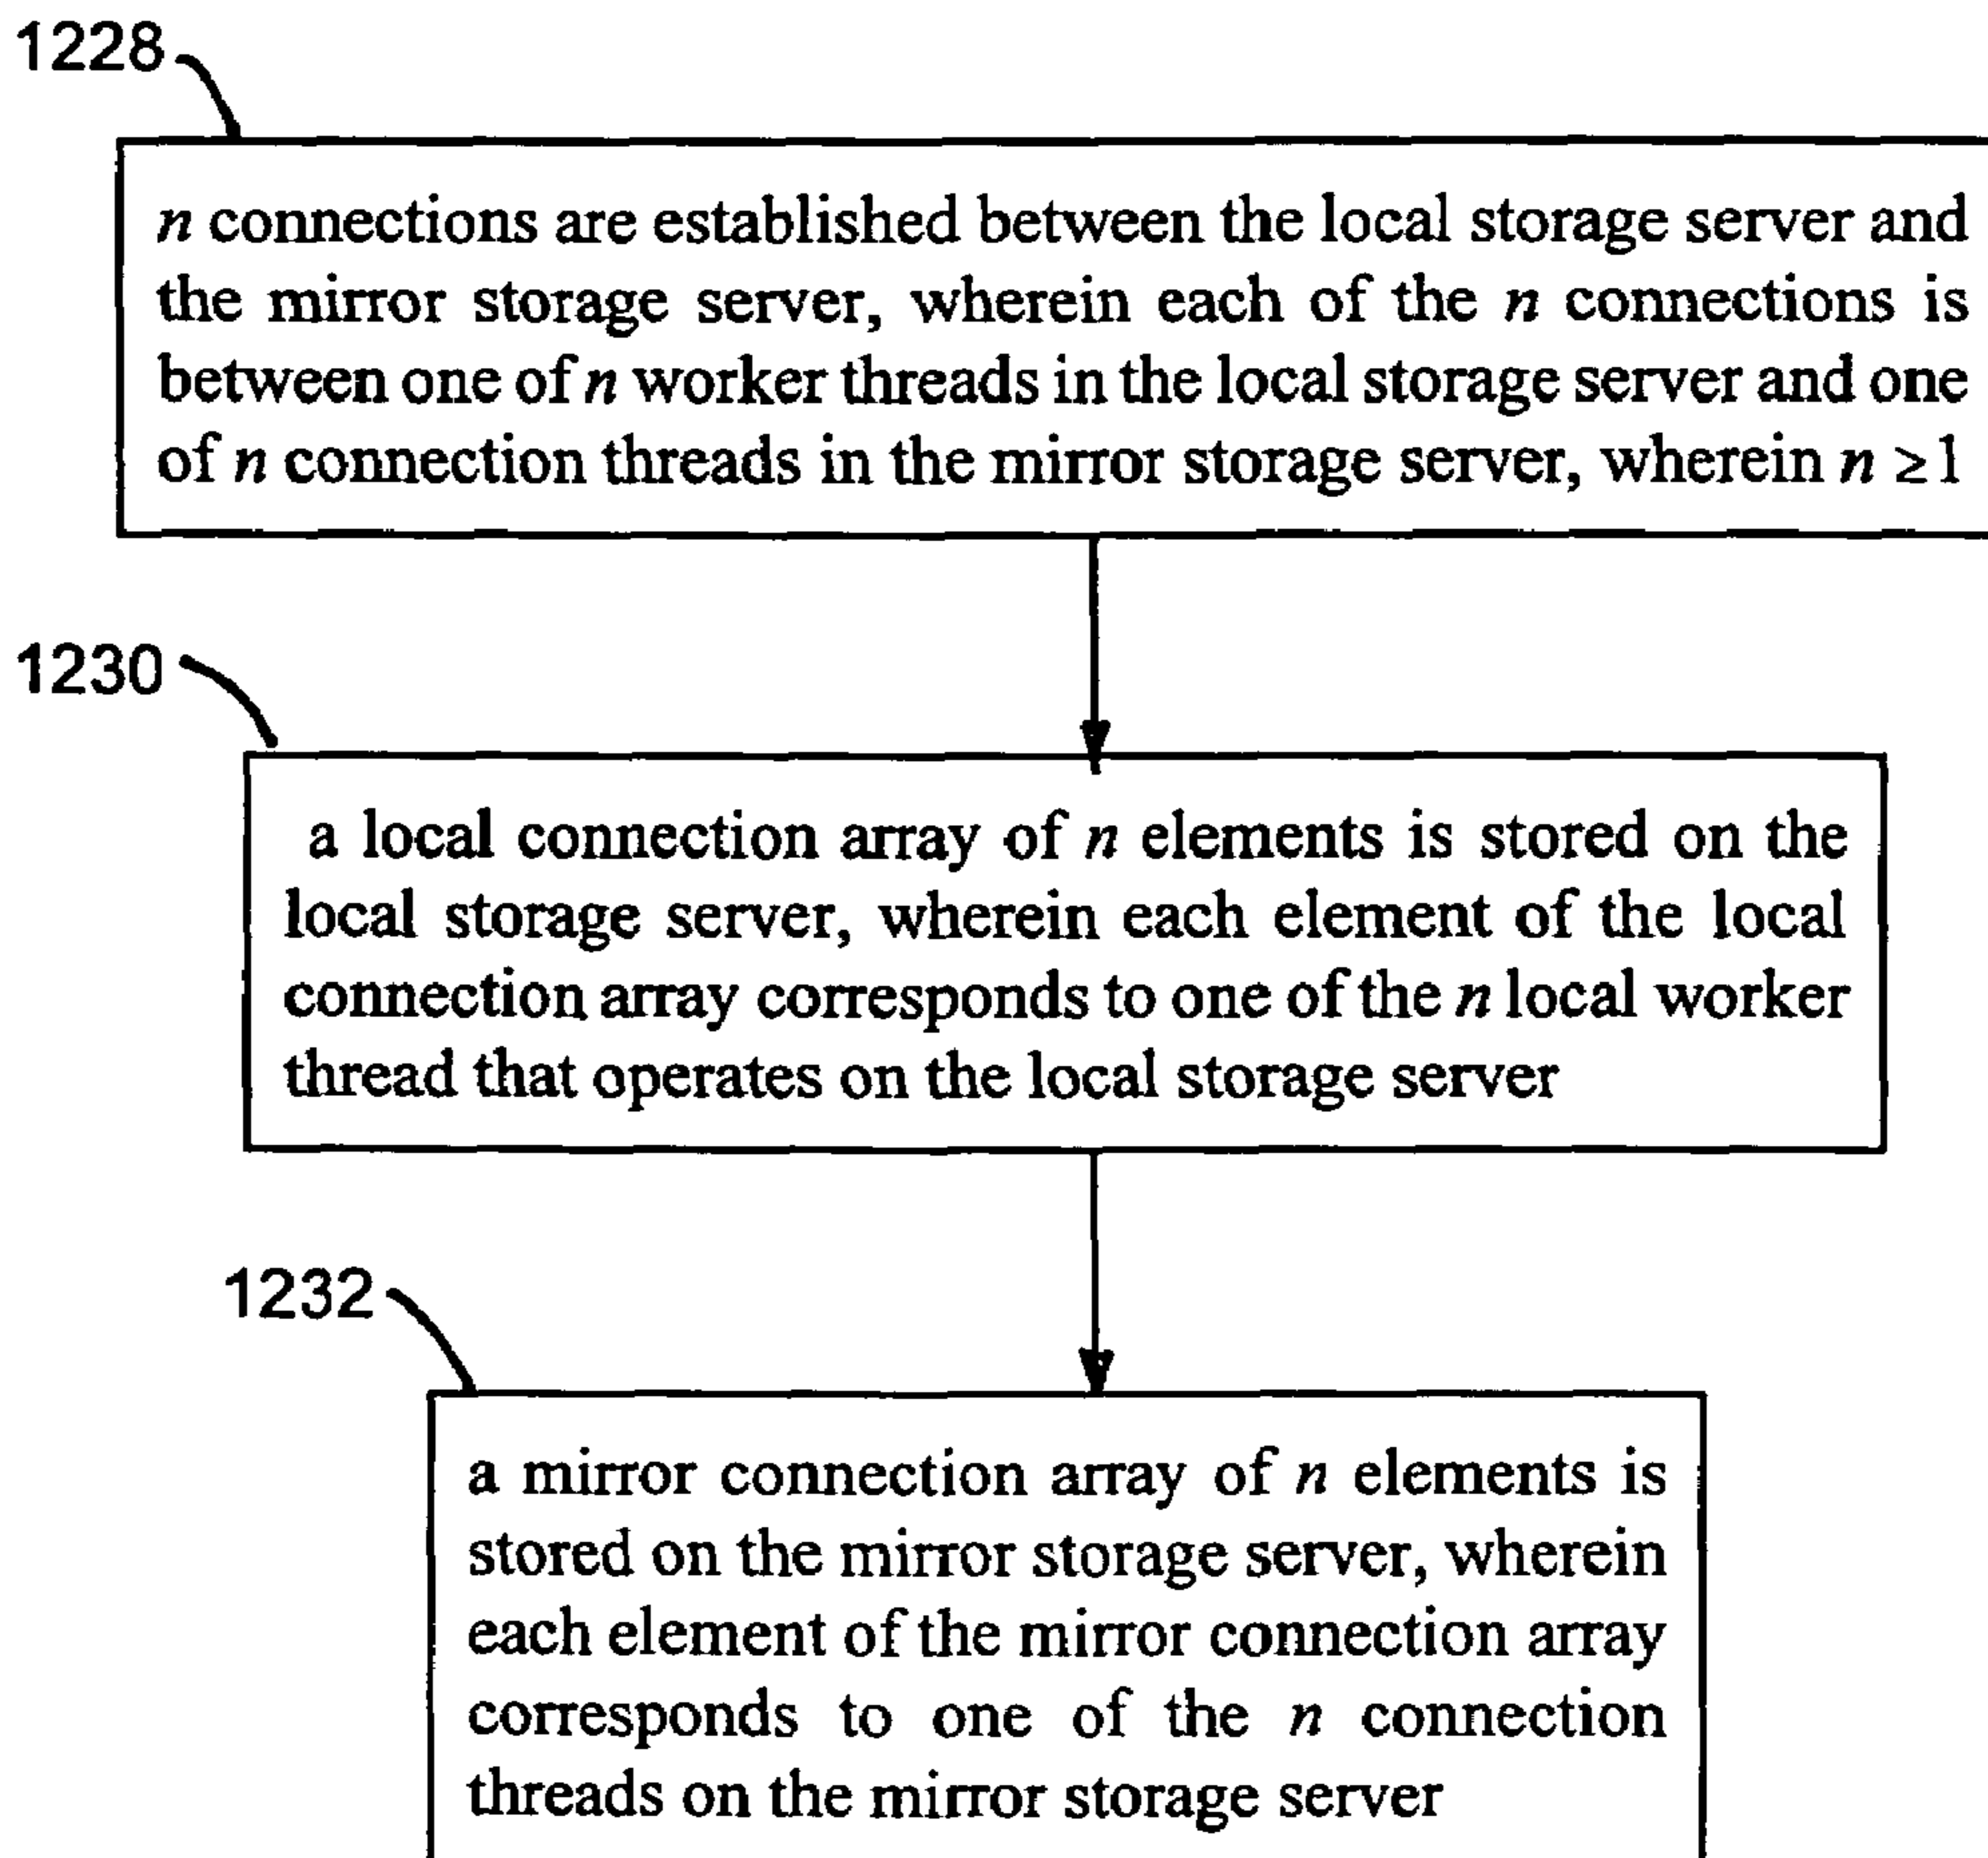 1228
n connections are established between the local storage server and
the mirror storage server, wherein each of the n connections is
between one of n worker threads in the local storage server and one
of n connection threads in the mirror storage server, wherein n ≥1
1230
a local connection array of n elements is stored on the
local storage server, wherein each element of the local
connection array corresponds to one of the n local worker
thread that operates on the local storage server
1232
a mirror connection array of n elements is
stored on the mirror storage server, wherein
each element of the mirror connection array
corresponds to one of the n connection
threads on the mirror storage server